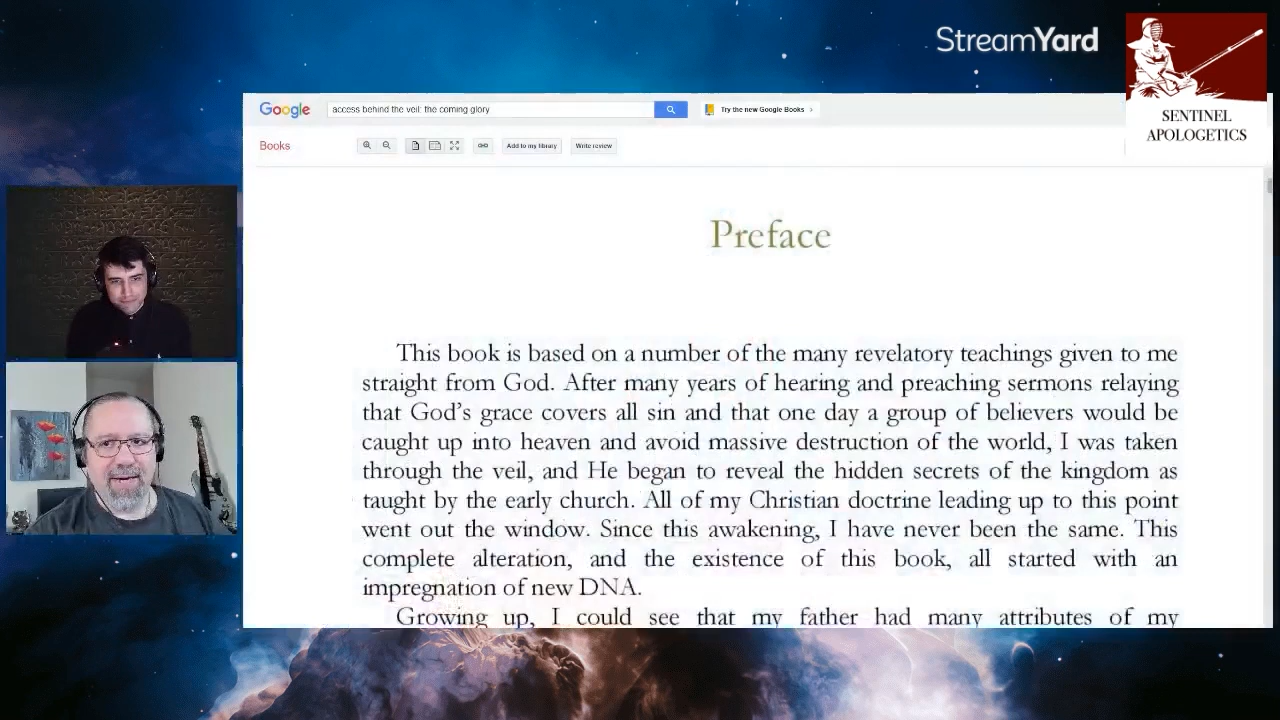 StreamYard
SENTINEL
APOLOGETICS
Google
access behind the veil: the coming glory
Try the new Google Books
Books
Add to my library
Write review
Preface
This book is based on a number of the many revelatory teachings given to me
straight from God. After many years of hearing and preaching sermons relaying
that God's grace covers all sin and that one day a group of believers would be
caught up into heaven and avoid massive destruction of the world, I was taken
through the veil, and He began to reveal the hidden secrets of the kingdom as
taught by the early church. All of my Christian doctrine leading up to this point
went out the window. Since this awakening, I have never been the same. This
complete alteration, and the existence of this book, all started with an
impregnation of new DNA.
Growing up, I could see that my father had many attributes of my